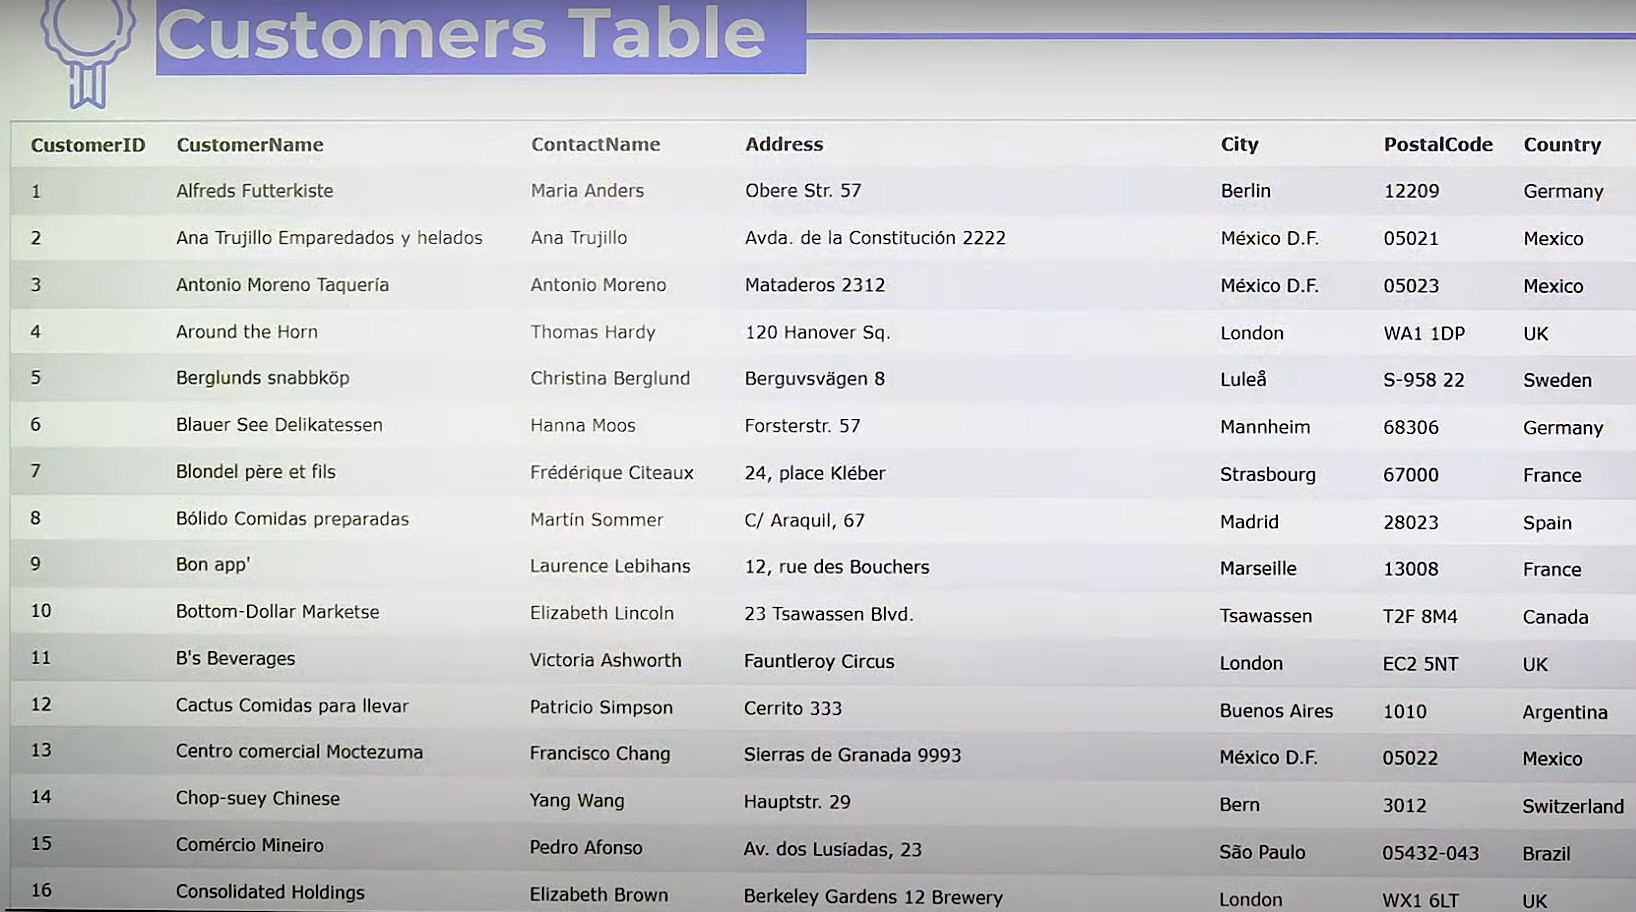 Customers Table
CustomerID CustomerName ContactName Address City PostalCode Country
1 Alfreds Futterkiste Maria Anders Obere Str. 57 Berlin 12209 Germany
2 Ana Trujillo Emparedados y helados Ana Trujillo Avda. de la Constitución 2222 México D.F. 05021 Mexico
3 Antonio Moreno Taquería Antonio Moreno Mataderos 2312 México D.F. 05023 Mexico
4 Around the Horn Thomas Hardy 120 Hanover Sq. London WA1 1DP UK
5 Berglunds snabbköp Christina Berglund Berguvsvägen 8 Luleå S-958 22 Sweden
6 Blauer See Delikatessen Hanna Moos Forsterstr. 57 Mannheim 68306 Germany
7 Blondel père et fils Frédérique Citeaux 24, place Kléber Strasbourg 67000 France
8 Bólido Comidas preparadas Martín Sommer C/ Araquil, 67 Madrid 28023 Spain
9 Bon app' Laurence Lebihans 12, rue des Bouchers Marseille 13008 France
10 Bottom-Dollar Marketse Elizabeth Lincoln 23 Tsawassen Blvd. Tsawassen T2F 8M4 Canada
11 B's Beverages Victoria Ashworth Fauntleroy Circus London EC2 5NT UK
12 Cactus Comidas para llevar Patricio Simpson Cerrito 333 Buenos Aires 1010 Argentina
13 Centro comercial Moctezuma Francisco Chang Sierras de Granada 9993 México D.F. 05022 Mexico
14 Chop-suey Chinese Yang Wang Hauptstr. 29 Bern 3012 Switzerland
15 Comércio Mineiro Pedro Afonso Av. dos Lusíadas, 23 São Paulo 05432-043 Brazil
16 Consolidated Holdings Elizabeth Brown Berkeley Gardens 12 Brewery London WX1 6LT UK